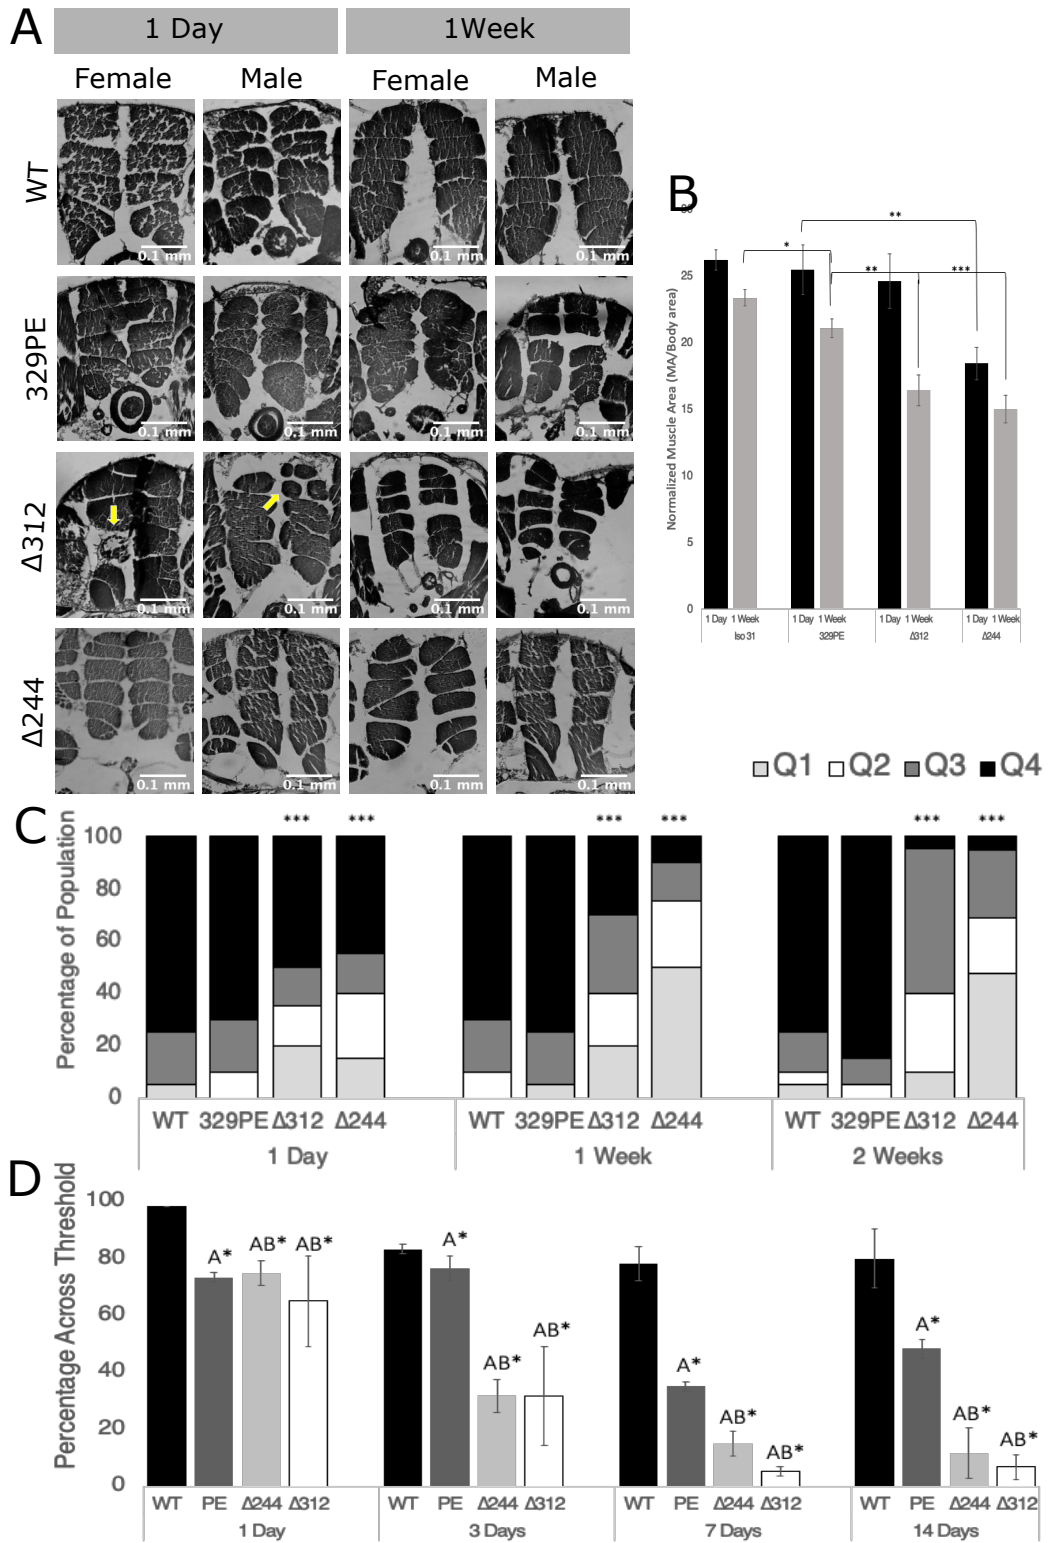 A
1 Day
1Week
Female
Male
Female
Male
WT
0.1 mm
0.1 mm
0.1 mm
0.1 mm
329PE
0.1 mm
0.1 mm
0.1 mm
0.1 mm
Δ312
0.1 mm
0.1 mm
0.1 mm
0.1 mm
Δ244
0.1 mm
0.1 mm
0.1 mm
0.1 mm
B
Normalized Muscle Area (MA/Body area)
30
25
20
15
10
5
0
**
*
**
***
1 Day 1 Week 1 Day 1 Week 1 Day 1 Week 1 Day 1 Week
Iso 31 329PE Δ312 Δ244
Q1 Q2 Q3 Q4
C
Percentage of Population
100
80
60
40
20
0
*** *** *** *** *** ***
WT 329PE Δ312 Δ244 WT 329PE Δ312 Δ244 WT 329PE Δ312 Δ244
1 Day 1 Week 2 Weeks
D
Percentage Across Threshold
100
80
60
40
20
0
A* AB* AB* A* AB* AB* A* AB* AB* A* AB* AB*
WT PE Δ244 Δ312 WT PE Δ244 Δ312 WT PE Δ244 Δ312 WT PE Δ244 Δ312
1 Day 3 Days 7 Days 14 Days